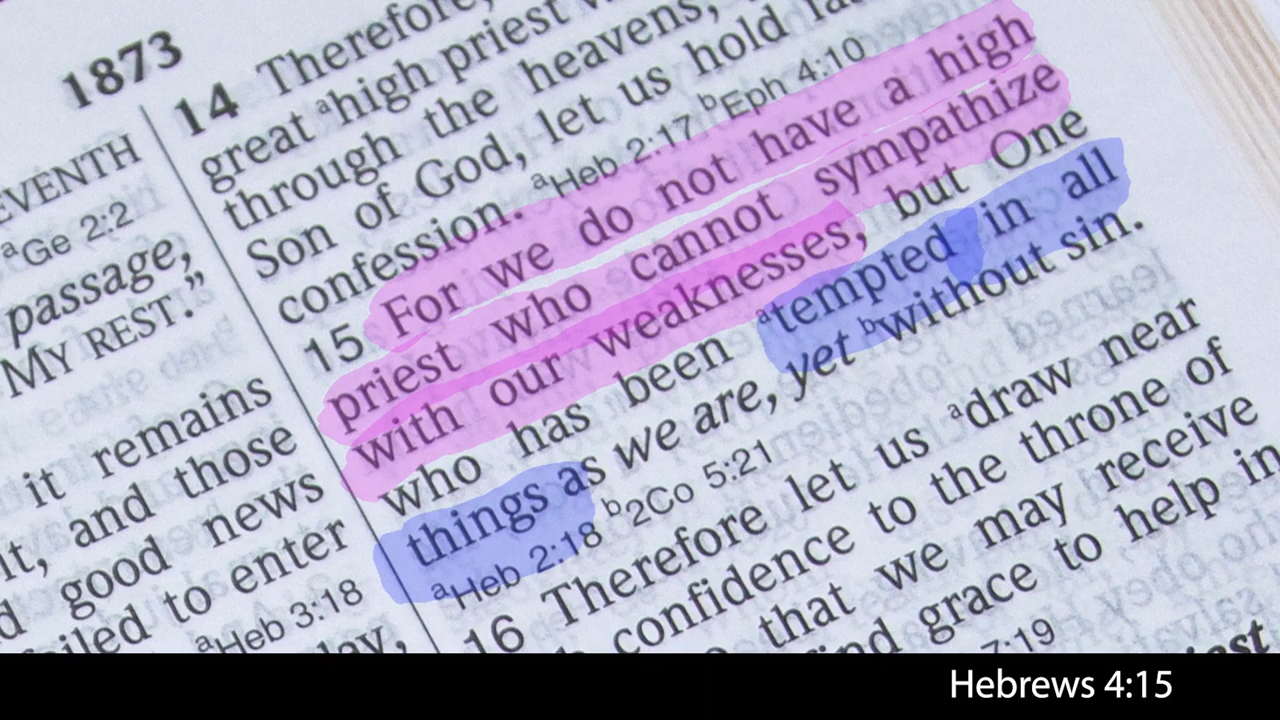 1873
EVENTH
ᵃGe 2:2
passage,
MY REST.”
it remains
it, and those
good news
to enter
ᵃHeb 3:18
14 Therefore,
great ᵃhigh priest
through the heavens,
Son of God, let us hold
confession. ᵃHeb 2:17 ᵇEph 4:10
15 For we do not have a high
priest who cannot sympathize
with our weaknesses, but One
who has been ᵃtempted in all
things as we are, yet ᵇwithout sin.
ᵃHeb 2:18 ᵇ2Co 5:21
16 Therefore let us ᵃdraw near
confidence to the throne of
that we may receive
grace to help in
7:19
Hebrews 4:15